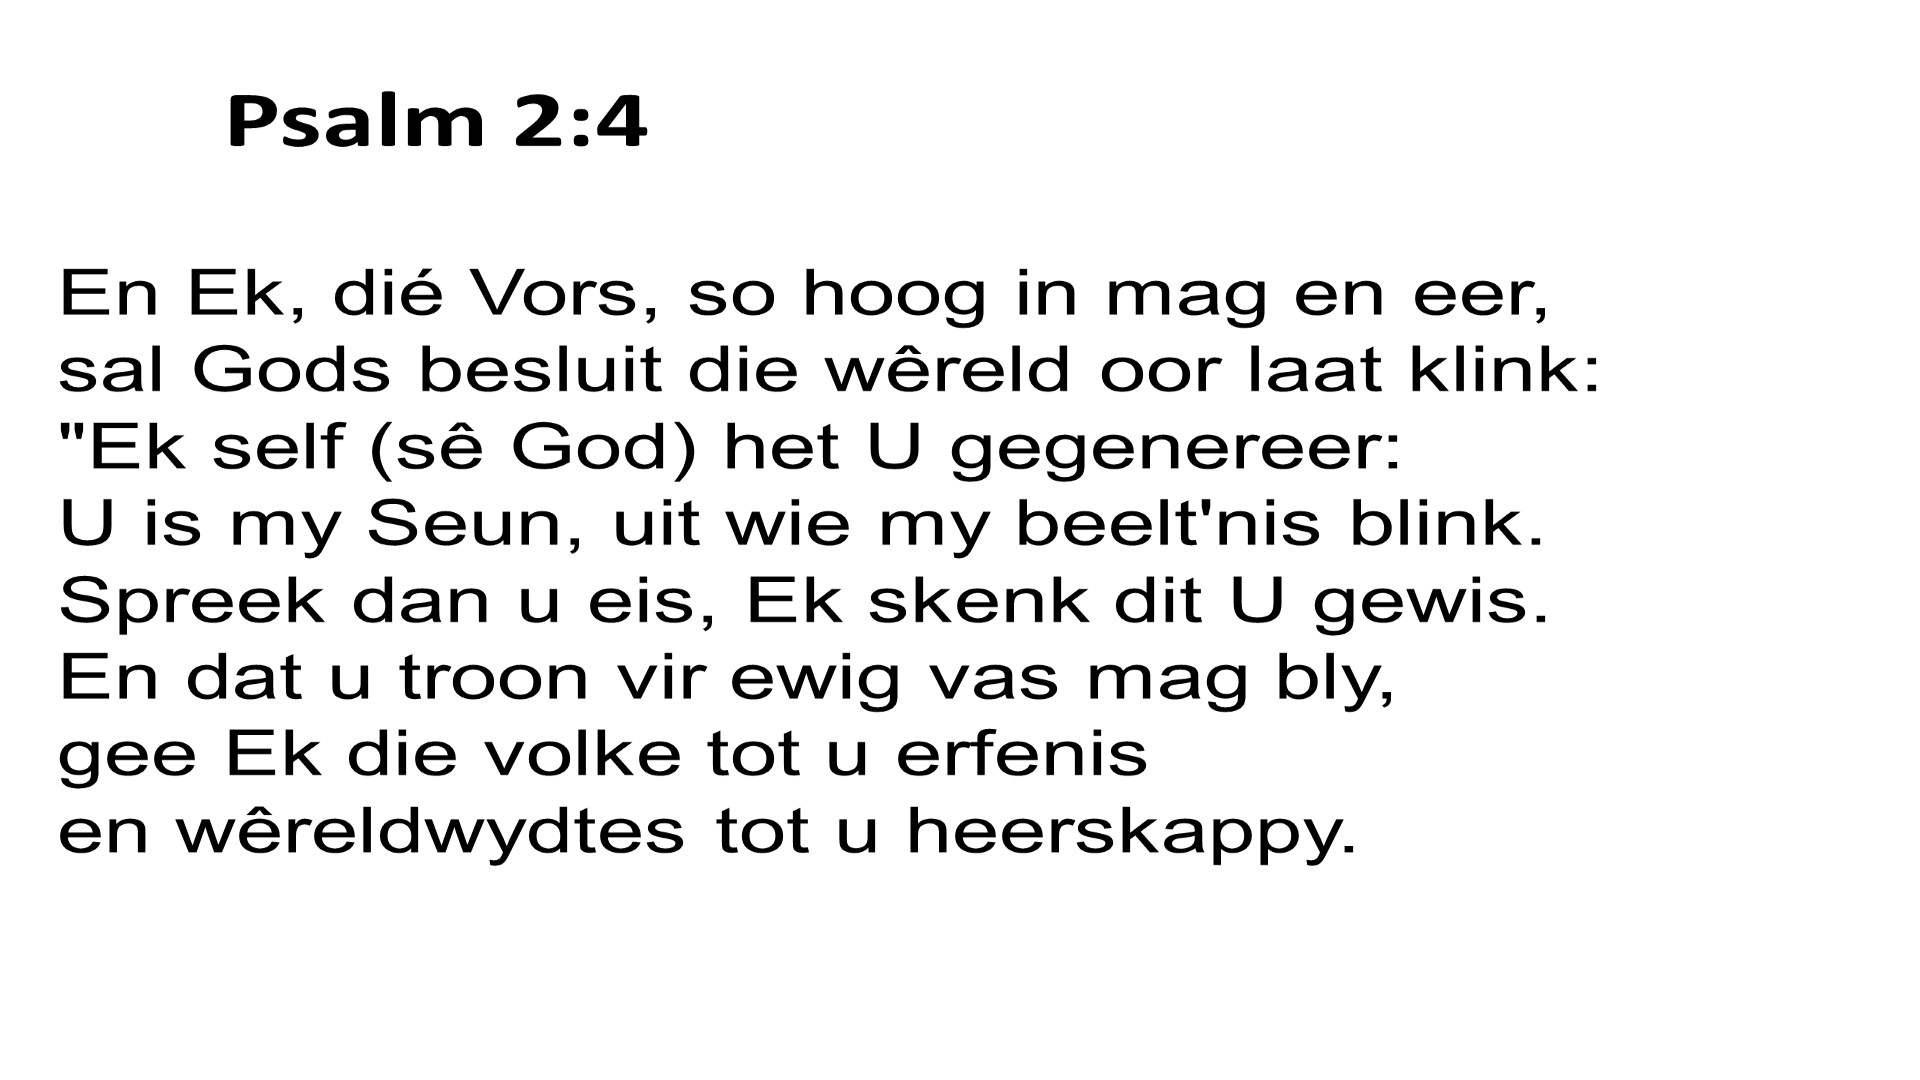 Psalm 2:4
En Ek, dié Vors, so hoog in mag en eer,
sal Gods besluit die wêreld oor laat klink:
"Ek self (sê God) het U gegenereer:
U is my Seun, uit wie my beelt'nis blink.
Spreek dan u eis, Ek skenk dit U gewis.
En dat u troon vir ewig vas mag bly,
gee Ek die volke tot u erfenis
en wêreldwydtes tot u heerskappy.